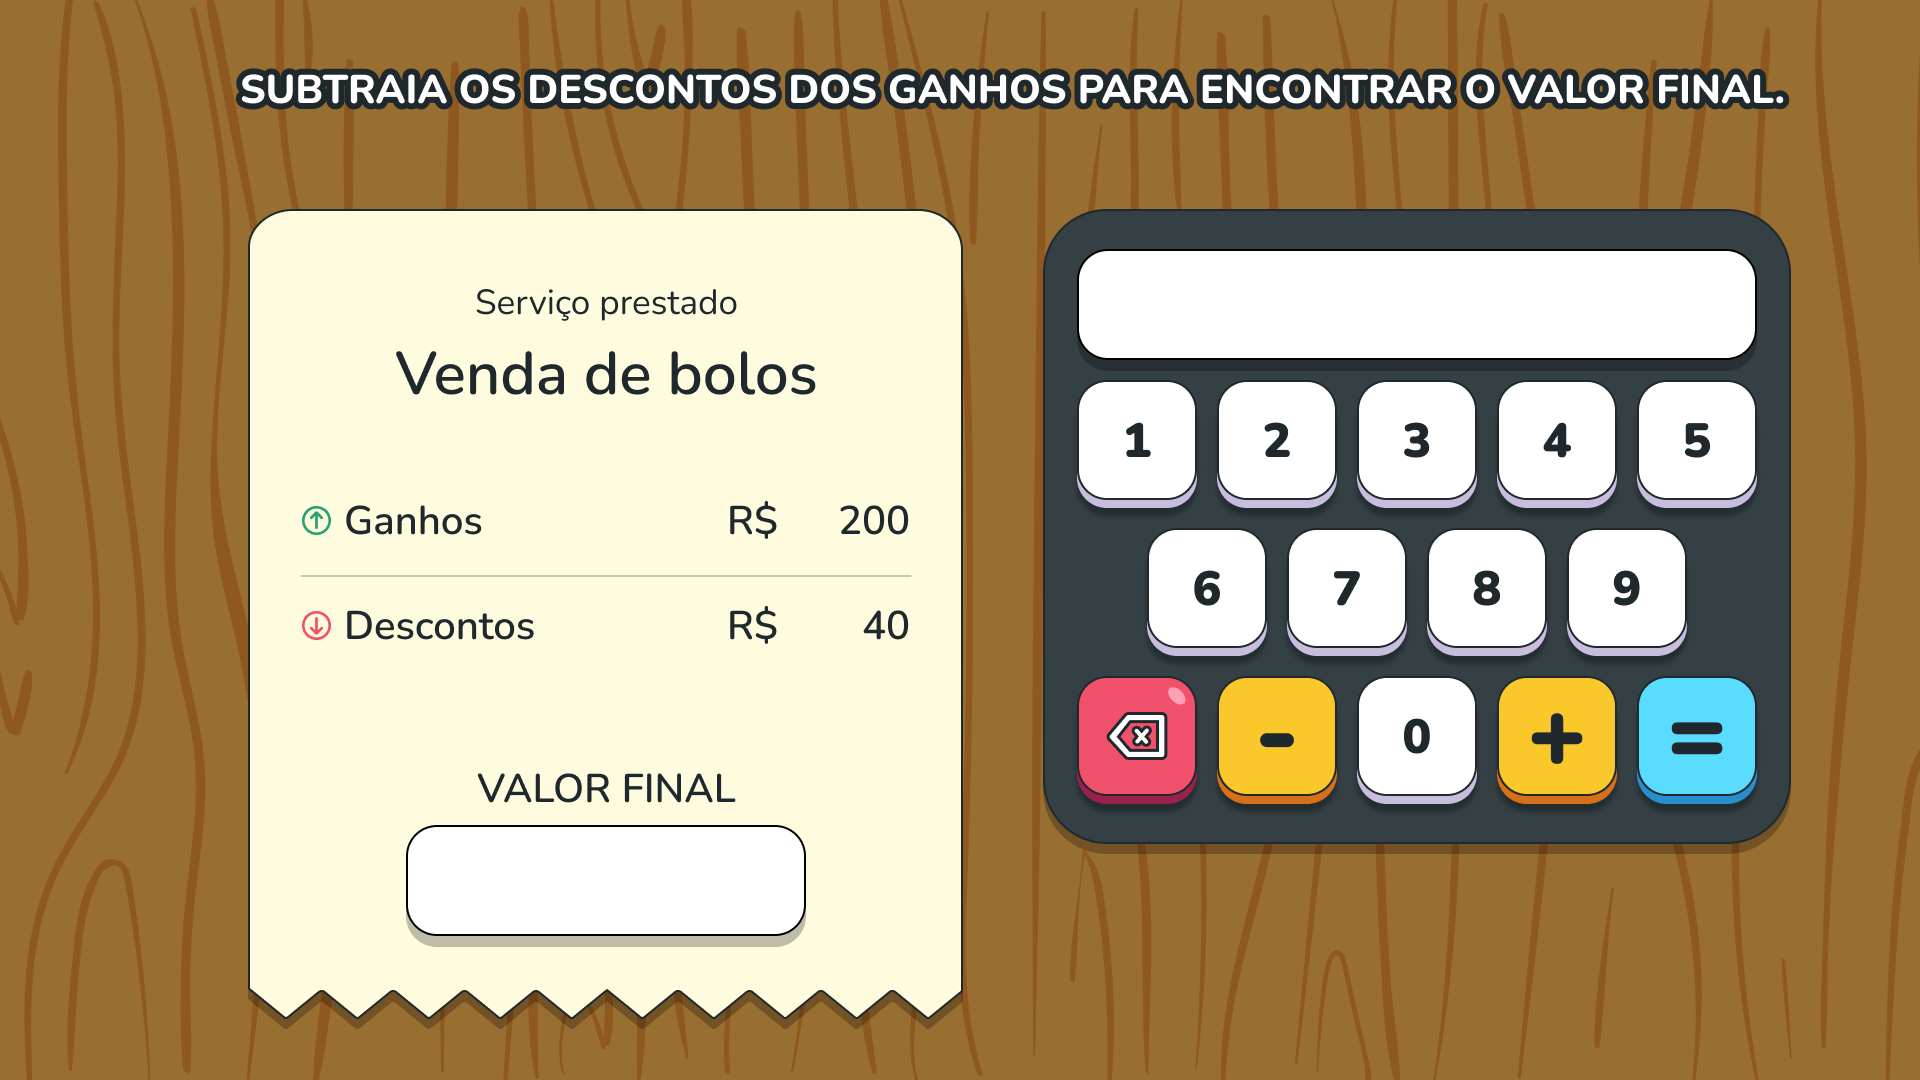 SUBTRAIA OS DESCONTOS DOS GANHOS PARA ENCONTRAR O VALOR FINAL.
Serviço prestado
Venda de bolos
Ganhos R$ 200
Descontos R$ 40
VALOR FINAL
1 2 3 4 5
6 7 8 9
- 0 + =